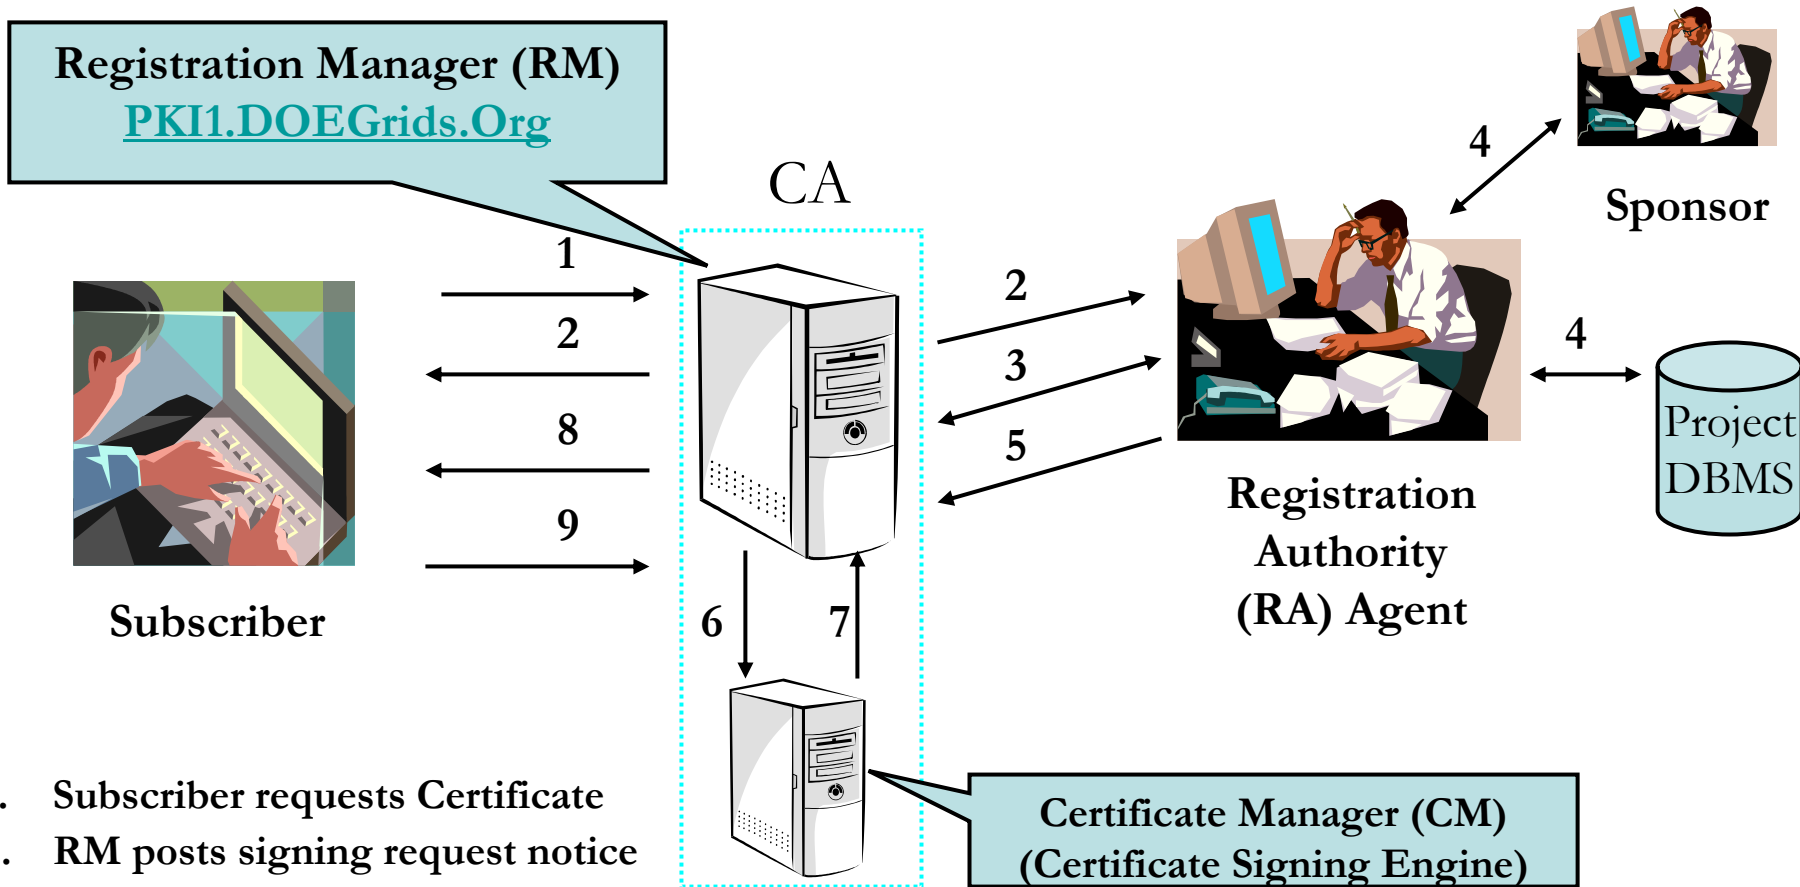 Registration Manager (RM)
PKI1.DOEGrids.Org
CA
Sponsor
Subscriber
Registration
Authority
(RA) Agent
Project
DBMS
1
2
8
9
2
3
5
4
4
6
7
Certificate Manager (CM)
(Certificate Signing Engine)
. Subscriber requests Certificate
. RM posts signing request notice